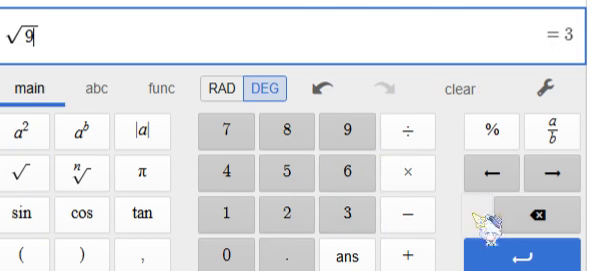 √9 = 3
main abc func RAD DEG clear
a² aᵇ |a| 7 8 9 ÷ % a/b
√ ⁿ√ π 4 5 6 × ← →
sin cos tan 1 2 3 −
( ) , 0 . ans +